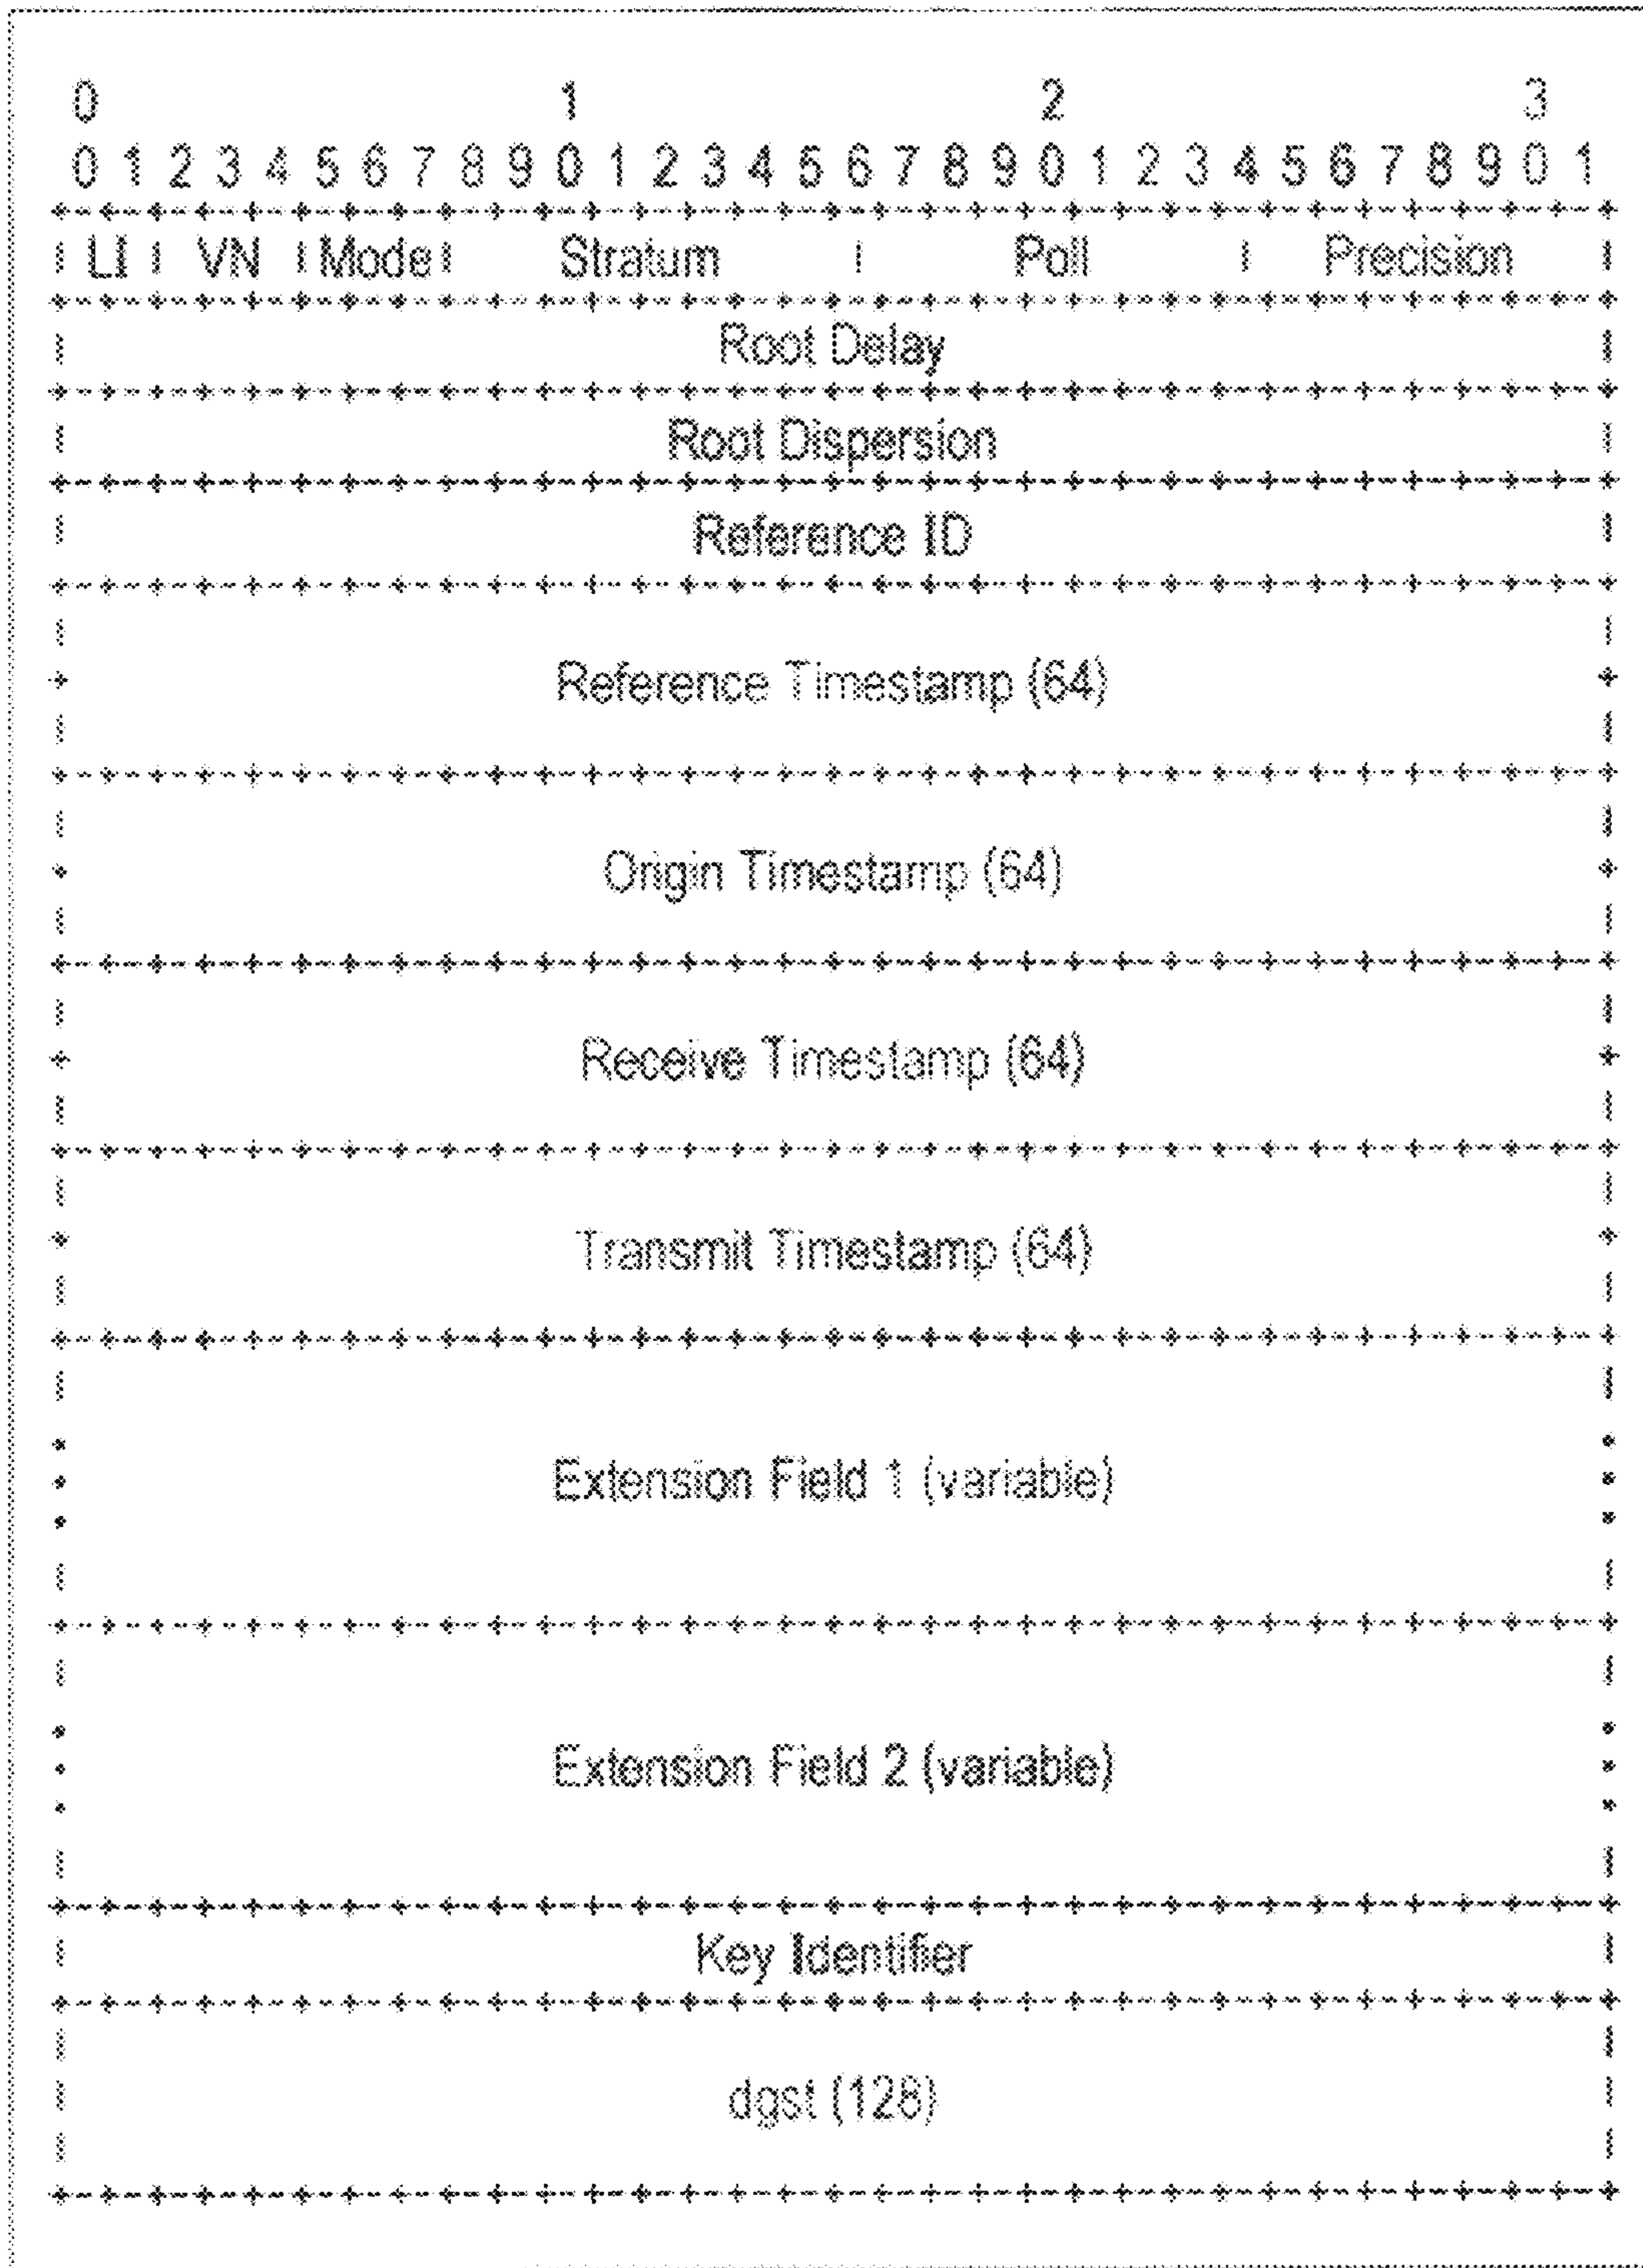 0 1 2 3
0 1 2 3 4 5 6 7 8 9 0 1 2 3 4 5 6 7 8 9 0 1 2 3 4 5 6 7 8 9 0 1
+-+-+-+-+-+-+-+-+-+-+-+-+-+-+-+-+-+-+-+-+-+-+-+-+-+-+-+-+-+-+-+-+
| LI | VN | Mode | Stratum | Poll | Precision |
+-+-+-+-+-+-+-+-+-+-+-+-+-+-+-+-+-+-+-+-+-+-+-+-+-+-+-+-+-+-+-+-+
| Root Delay |
+-+-+-+-+-+-+-+-+-+-+-+-+-+-+-+-+-+-+-+-+-+-+-+-+-+-+-+-+-+-+-+-+
| Root Dispersion |
+-+-+-+-+-+-+-+-+-+-+-+-+-+-+-+-+-+-+-+-+-+-+-+-+-+-+-+-+-+-+-+-+
| Reference ID |
+-+-+-+-+-+-+-+-+-+-+-+-+-+-+-+-+-+-+-+-+-+-+-+-+-+-+-+-+-+-+-+-+
| |
+ Reference Timestamp (64) +
| |
+-+-+-+-+-+-+-+-+-+-+-+-+-+-+-+-+-+-+-+-+-+-+-+-+-+-+-+-+-+-+-+-+
| |
+ Origin Timestamp (64) +
| |
+-+-+-+-+-+-+-+-+-+-+-+-+-+-+-+-+-+-+-+-+-+-+-+-+-+-+-+-+-+-+-+-+
| |
+ Receive Timestamp (64) +
| |
+-+-+-+-+-+-+-+-+-+-+-+-+-+-+-+-+-+-+-+-+-+-+-+-+-+-+-+-+-+-+-+-+
| |
+ Transmit Timestamp (64) +
| |
+-+-+-+-+-+-+-+-+-+-+-+-+-+-+-+-+-+-+-+-+-+-+-+-+-+-+-+-+-+-+-+-+
| |
. .
. Extension Field 1 (variable) .
. .
| |
+-+-+-+-+-+-+-+-+-+-+-+-+-+-+-+-+-+-+-+-+-+-+-+-+-+-+-+-+-+-+-+-+
| |
. .
. Extension Field 2 (variable) .
. .
| |
+-+-+-+-+-+-+-+-+-+-+-+-+-+-+-+-+-+-+-+-+-+-+-+-+-+-+-+-+-+-+-+-+
| Key Identifier |
+-+-+-+-+-+-+-+-+-+-+-+-+-+-+-+-+-+-+-+-+-+-+-+-+-+-+-+-+-+-+-+-+
| |
| dgst (128) |
| |
+-+-+-+-+-+-+-+-+-+-+-+-+-+-+-+-+-+-+-+-+-+-+-+-+-+-+-+-+-+-+-+-+